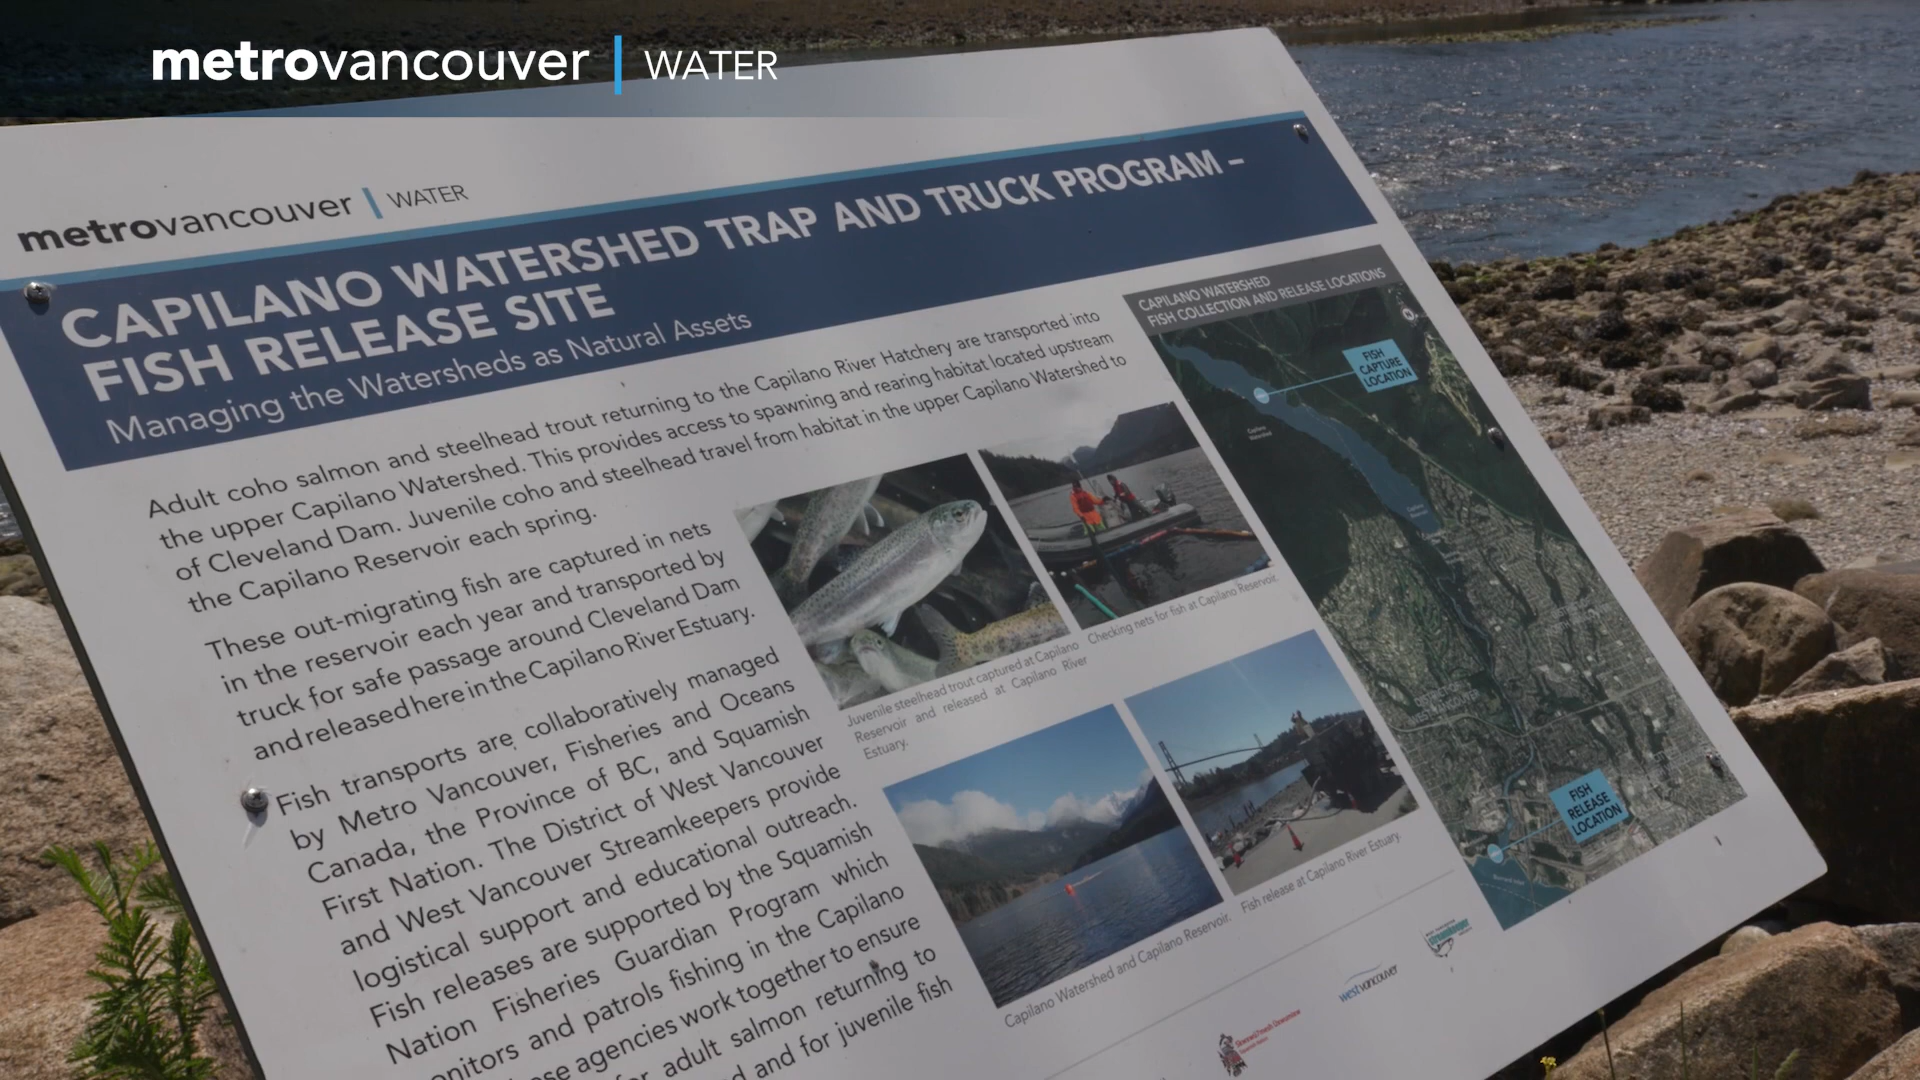 metrovancouver | WATER
metrovancouver | WATER
CAPILANO WATERSHED TRAP AND TRUCK PROGRAM –
FISH RELEASE SITE
Managing the Watersheds as Natural Assets
Adult coho salmon and steelhead trout returning to the Capilano River Hatchery are transported into
the upper Capilano Watershed. This provides access to spawning and rearing habitat located upstream
of Cleveland Dam. Juvenile coho and steelhead travel from habitat in the upper Capilano Watershed to
the Capilano Reservoir each spring.
These out-migrating fish are captured in nets
in the reservoir each year and transported by
truck for safe passage around Cleveland Dam
and released here in the Capilano River Estuary.
Fish transports are collaboratively managed
by Metro Vancouver, Fisheries and Oceans
Canada, the Province of BC, and Squamish
First Nation. The District of West Vancouver
and West Vancouver Streamkeepers provide
logistical support and educational outreach.
Fish releases are supported by the Squamish
Nation Fisheries Guardian Program which
onitors and patrols fishing in the Capilano
ese agencies work together to ensure
for adult salmon returning to
d and for juvenile fish
Juvenile steelhead trout captured at Capilano
Reservoir and released at Capilano River
Estuary.
Checking nets for fish at Capilano Reservoir.
Capilano Watershed and Capilano Reservoir.
Fish release at Capilano River Estuary.
CAPILANO WATERSHED
FISH COLLECTION AND RELEASE LOCATIONS
FISH
CAPTURE
LOCATION
Capilano
Watershed
FISH
RELEASE
LOCATION
westvancouver